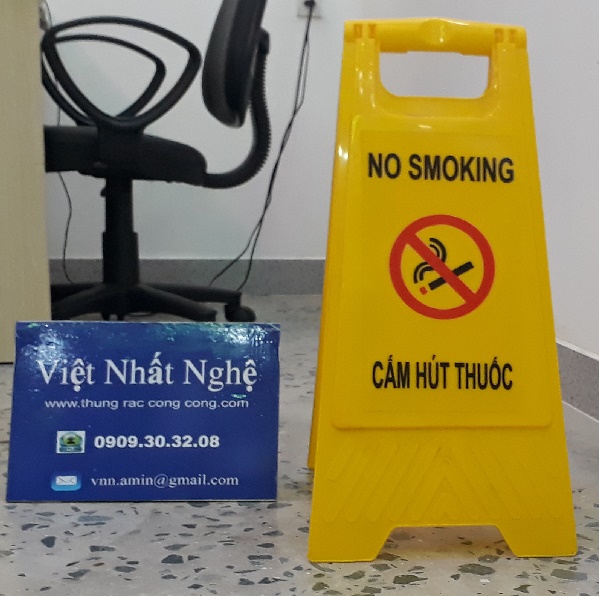 NO SMOKING
CẤM HÚT THUỐC
Việt Nhất Nghệ
www.thung rac cong cong.com
0909.30.32.08
vnn.amin@gmail.com